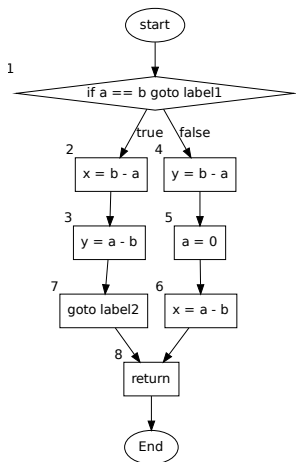 start
1
if a == b goto label1
true
false
2
x = b - a
4
y = b - a
3
y = a - b
5
a = 0
7
goto label2
6
x = a - b
8
return
End